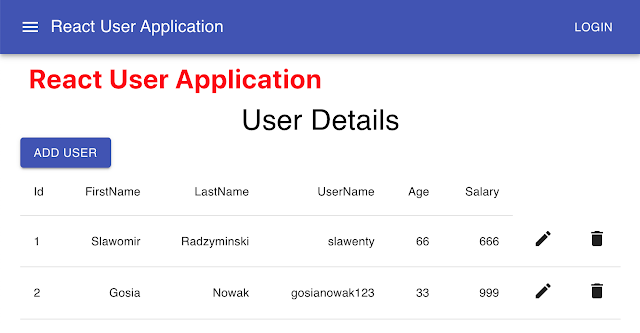 React User Application LOGIN
React User Application
User Details
ADD USER
Id FirstName LastName UserName Age Salary
1 Slawomir Radzyminski slawenty 66 666
2 Gosia Nowak gosianowak123 33 999